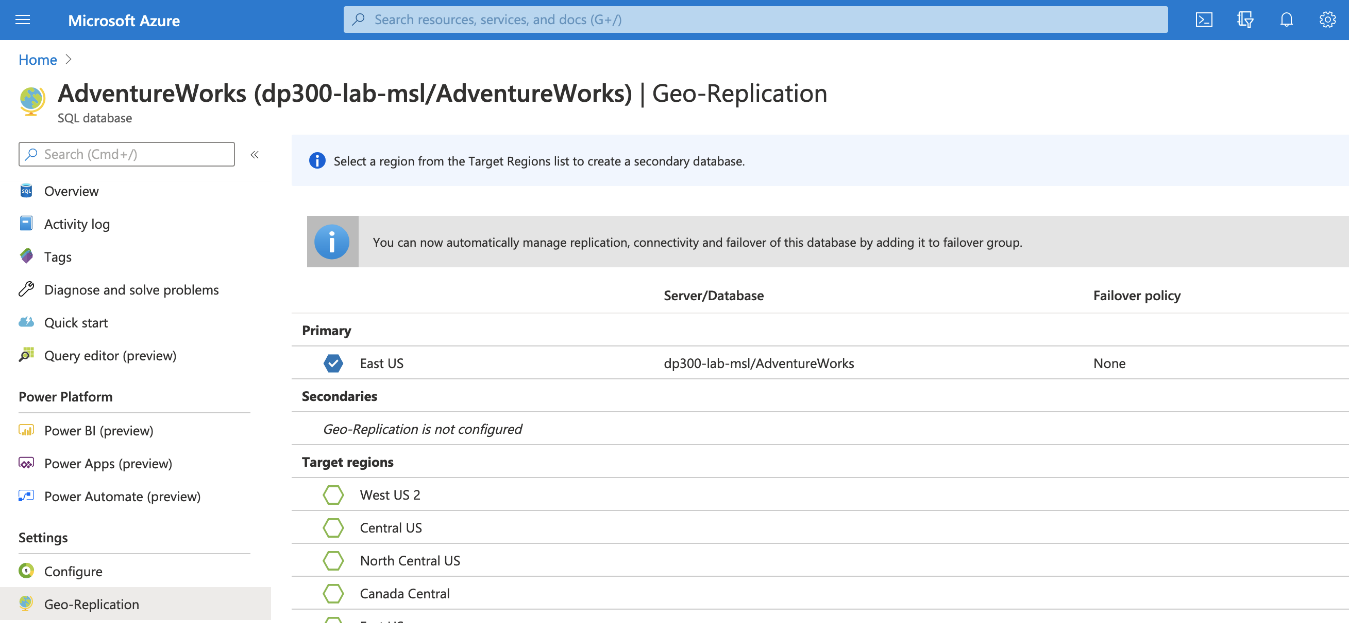 Microsoft Azure
Search resources, services, and docs (G+/)
Home
AdventureWorks (dp300-lab-msl/AdventureWorks) | Geo-Replication
SQL database
Search (Cmd+/)
«
Overview
Activity log
Tags
Diagnose and solve problems
Quick start
Query editor (preview)
Power Platform
Power BI (preview)
Power Apps (preview)
Power Automate (preview)
Settings
Configure
Geo-Replication
Select a region from the Target Regions list to create a secondary database.
You can now automatically manage replication, connectivity and failover of this database by adding it to failover group.
Server/Database Failover policy
Primary
East US dp300-lab-msl/AdventureWorks None
Secondaries
Geo-Replication is not configured
Target regions
West US 2
Central US
North Central US
Canada Central